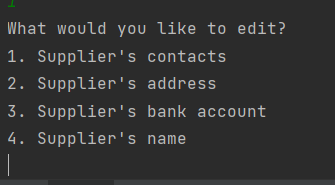 What would you like to edit?
1. Supplier's contacts
2. Supplier's address
3. Supplier's bank account
4. Supplier's name